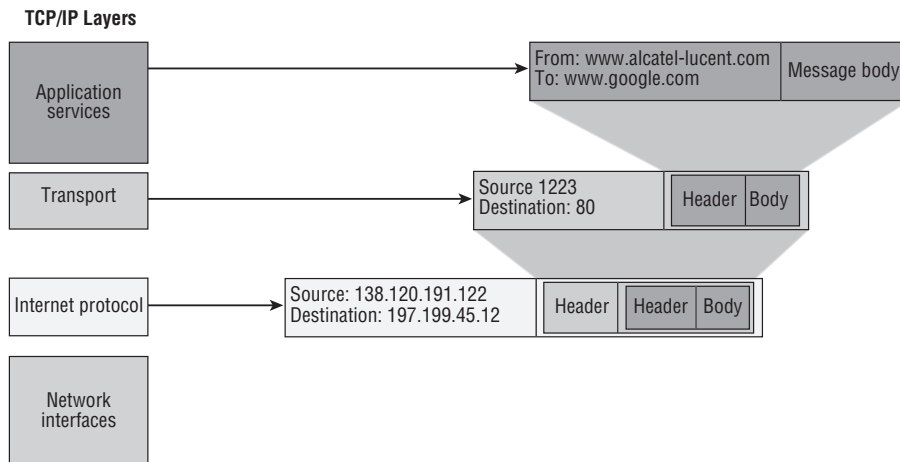 TCP/IP Layers
Application
services
From: www.alcatel-lucent.com
To: www.google.com
Message body
Transport
Source 1223
Destination: 80
Header
Body
Internet protocol
Source: 138.120.191.122
Destination: 197.199.45.12
Header
Header
Body
Network
interfaces